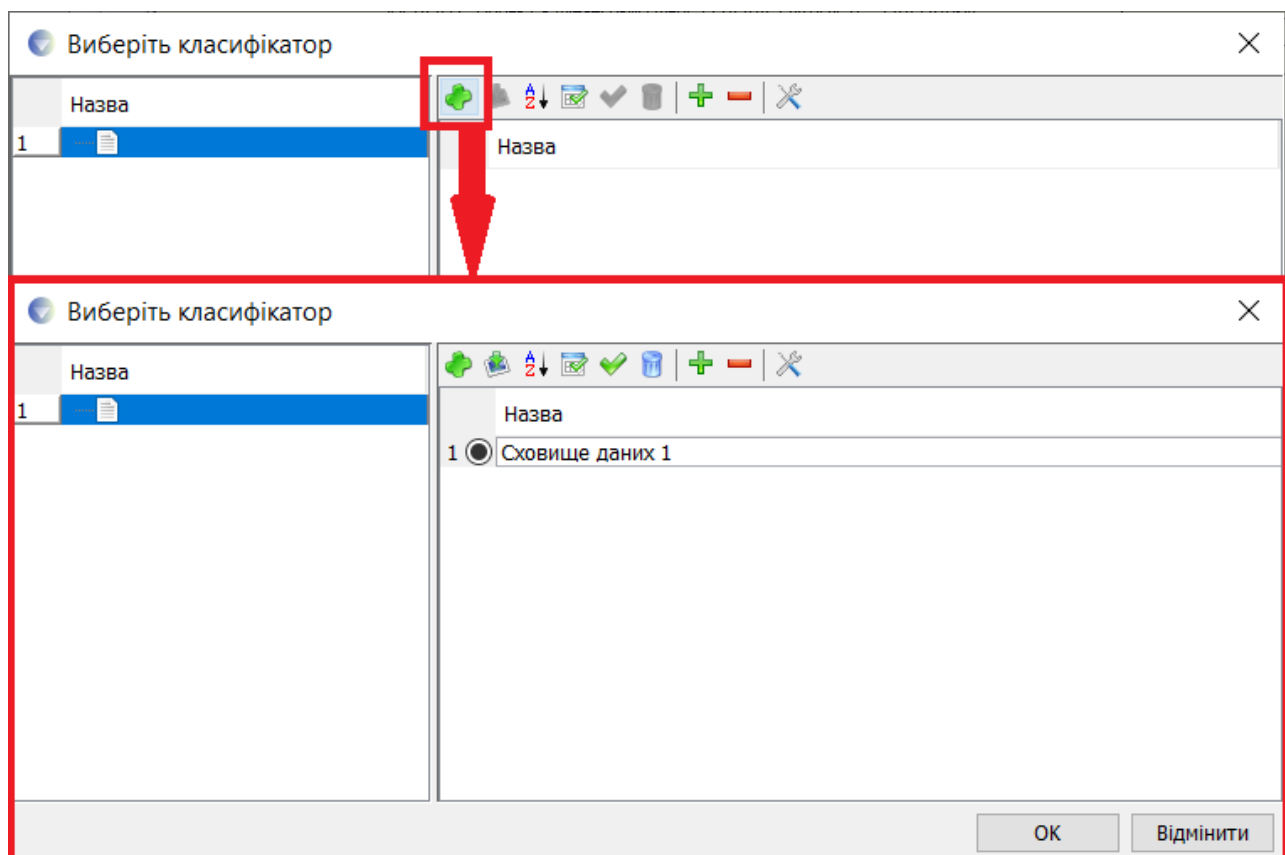 Виберіть класифікатор
Назва
1
Назва
Виберіть класифікатор
Назва
1
Назва
1 Сховище даних 1
OK Відмінити